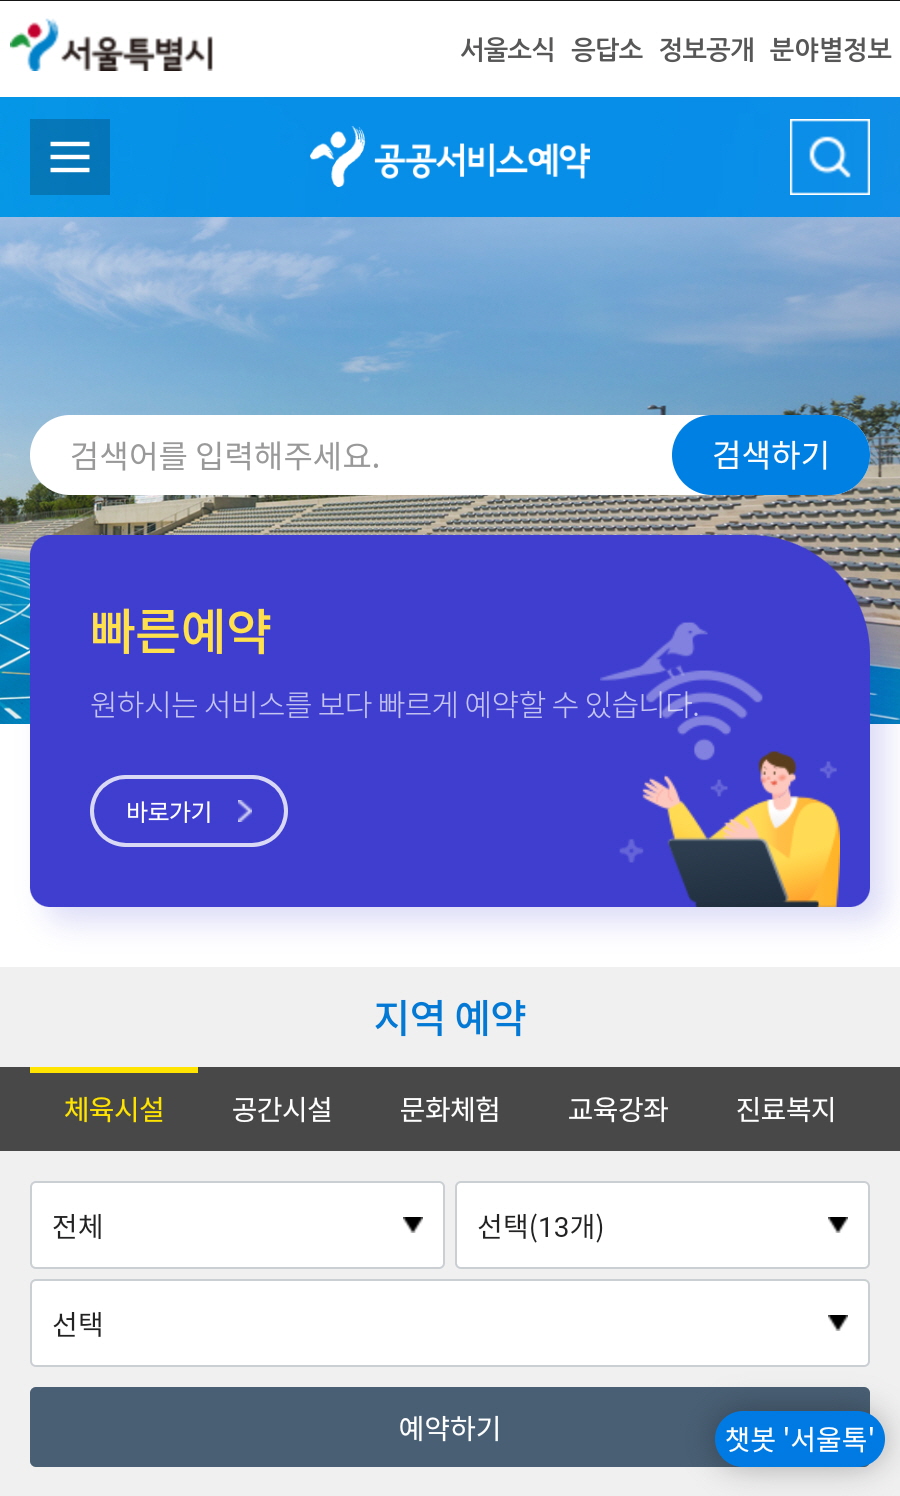 서울특별시
서울소식 응답소 정보공개 분야별정보
공공서비스예약
검색어를 입력해주세요. 검색하기
빠른예약
원하시는 서비스를 보다 빠르게 예약할 수 있습니다.
바로가기
지역 예약
체육시설 공간시설 문화체험 교육강좌 진료복지
전체 선택(13개)
선택
예약하기
챗봇 '서울톡'